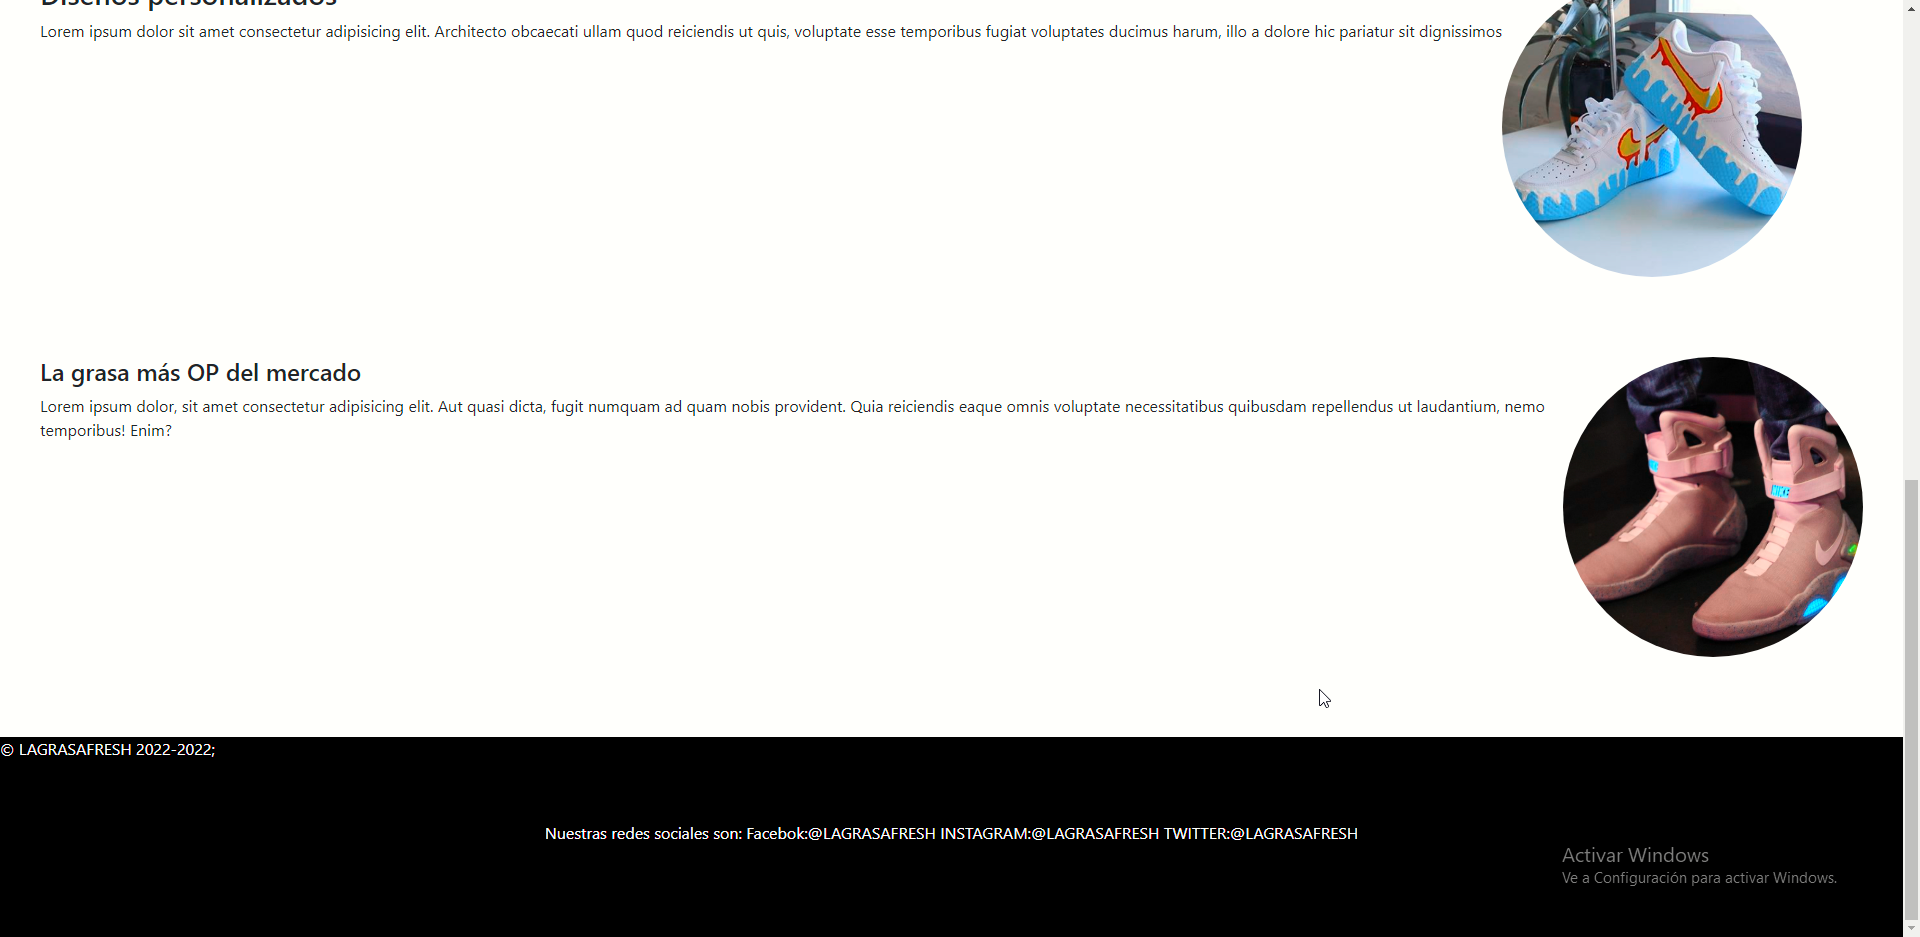 Diseños personalizados
Lorem ipsum dolor sit amet consectetur adipisicing elit. Architecto obcaecati ullam quod reiciendis ut quis, voluptate esse temporibus fugiat voluptates ducimus harum, illo a dolore hic pariatur sit dignissimos
La grasa más OP del mercado
Lorem ipsum dolor, sit amet consectetur adipisicing elit. Aut quasi dicta, fugit numquam ad quam nobis provident. Quia reiciendis eaque omnis voluptate necessitatibus quibusdam repellendus ut laudantium, nemo
temporibus! Enim?
NIKE
© LAGRASAFRESH 2022-2022;
Nuestras redes sociales son: Facebok:@LAGRASAFRESH INSTAGRAM:@LAGRASAFRESH TWITTER:@LAGRASAFRESH
Activar Windows
Ve a Configuración para activar Windows.